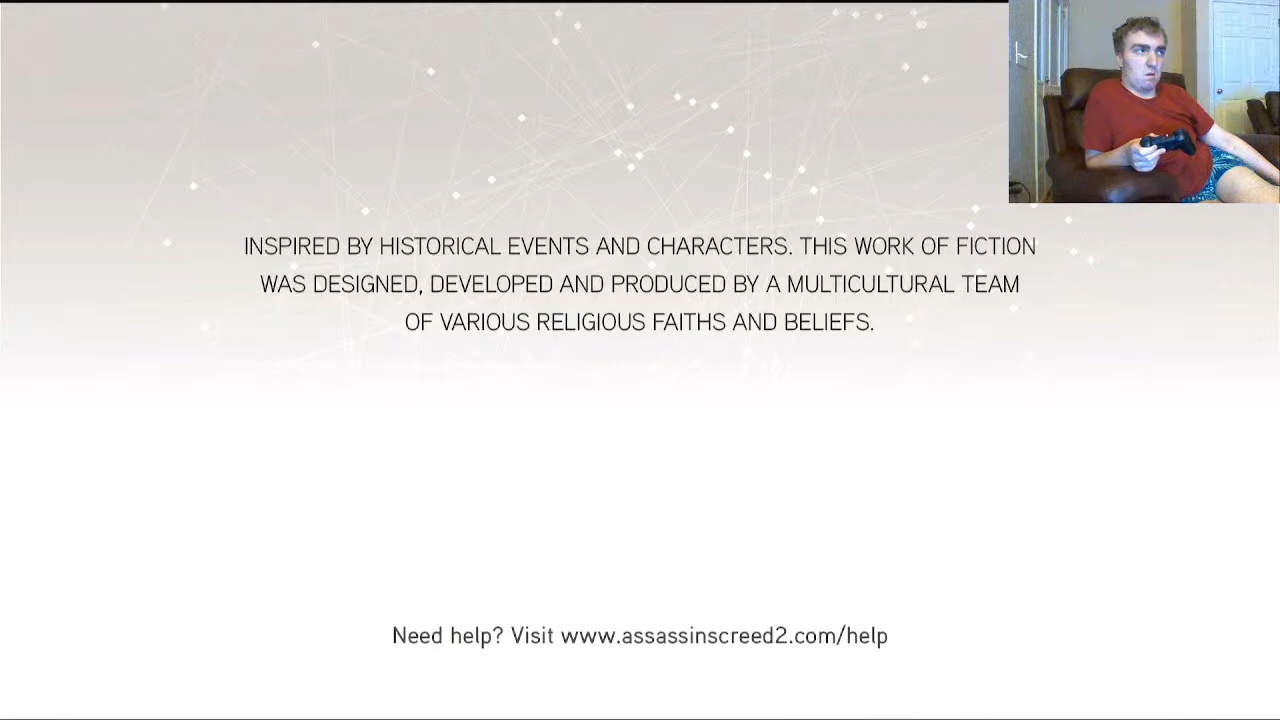 INSPIRED BY HISTORICAL EVENTS AND CHARACTERS. THIS WORK OF FICTION
WAS DESIGNED, DEVELOPED AND PRODUCED BY A MULTICULTURAL TEAM
OF VARIOUS RELIGIOUS FAITHS AND BELIEFS.
Need help? Visit www.assassinscreed2.com/help